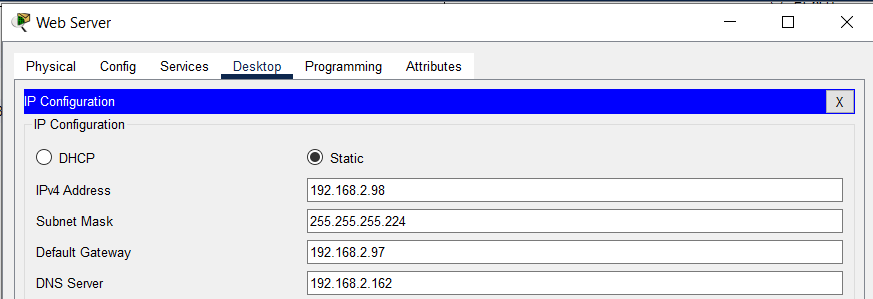 Web Server
Physical Config Services Desktop Programming Attributes
IP Configuration X
IP Configuration
DHCP Static
IPv4 Address 192.168.2.98
Subnet Mask 255.255.255.224
Default Gateway 192.168.2.97
DNS Server 192.168.2.162